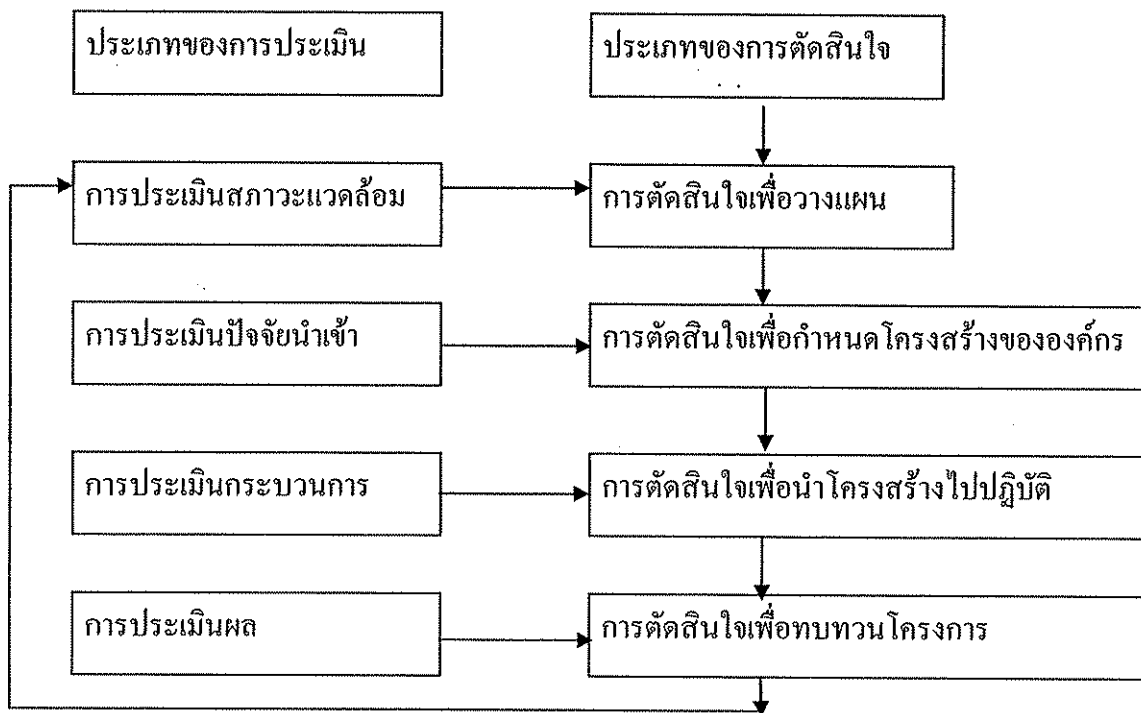 ประเภทของการประเมิน
ประเภทของการตัดสินใจ
การประเมินสภาวะแวดล้อม
การตัดสินใจเพื่อวางแผน
การประเมินปัจจัยนำเข้า
การตัดสินใจเพื่อกำหนดโครงสร้างขององค์กร
การประเมินกระบวนการ
การตัดสินใจเพื่อนำโครงสร้างไปปฏิบัติ
การประเมินผล
การตัดสินใจเพื่อทบทวนโครงการ